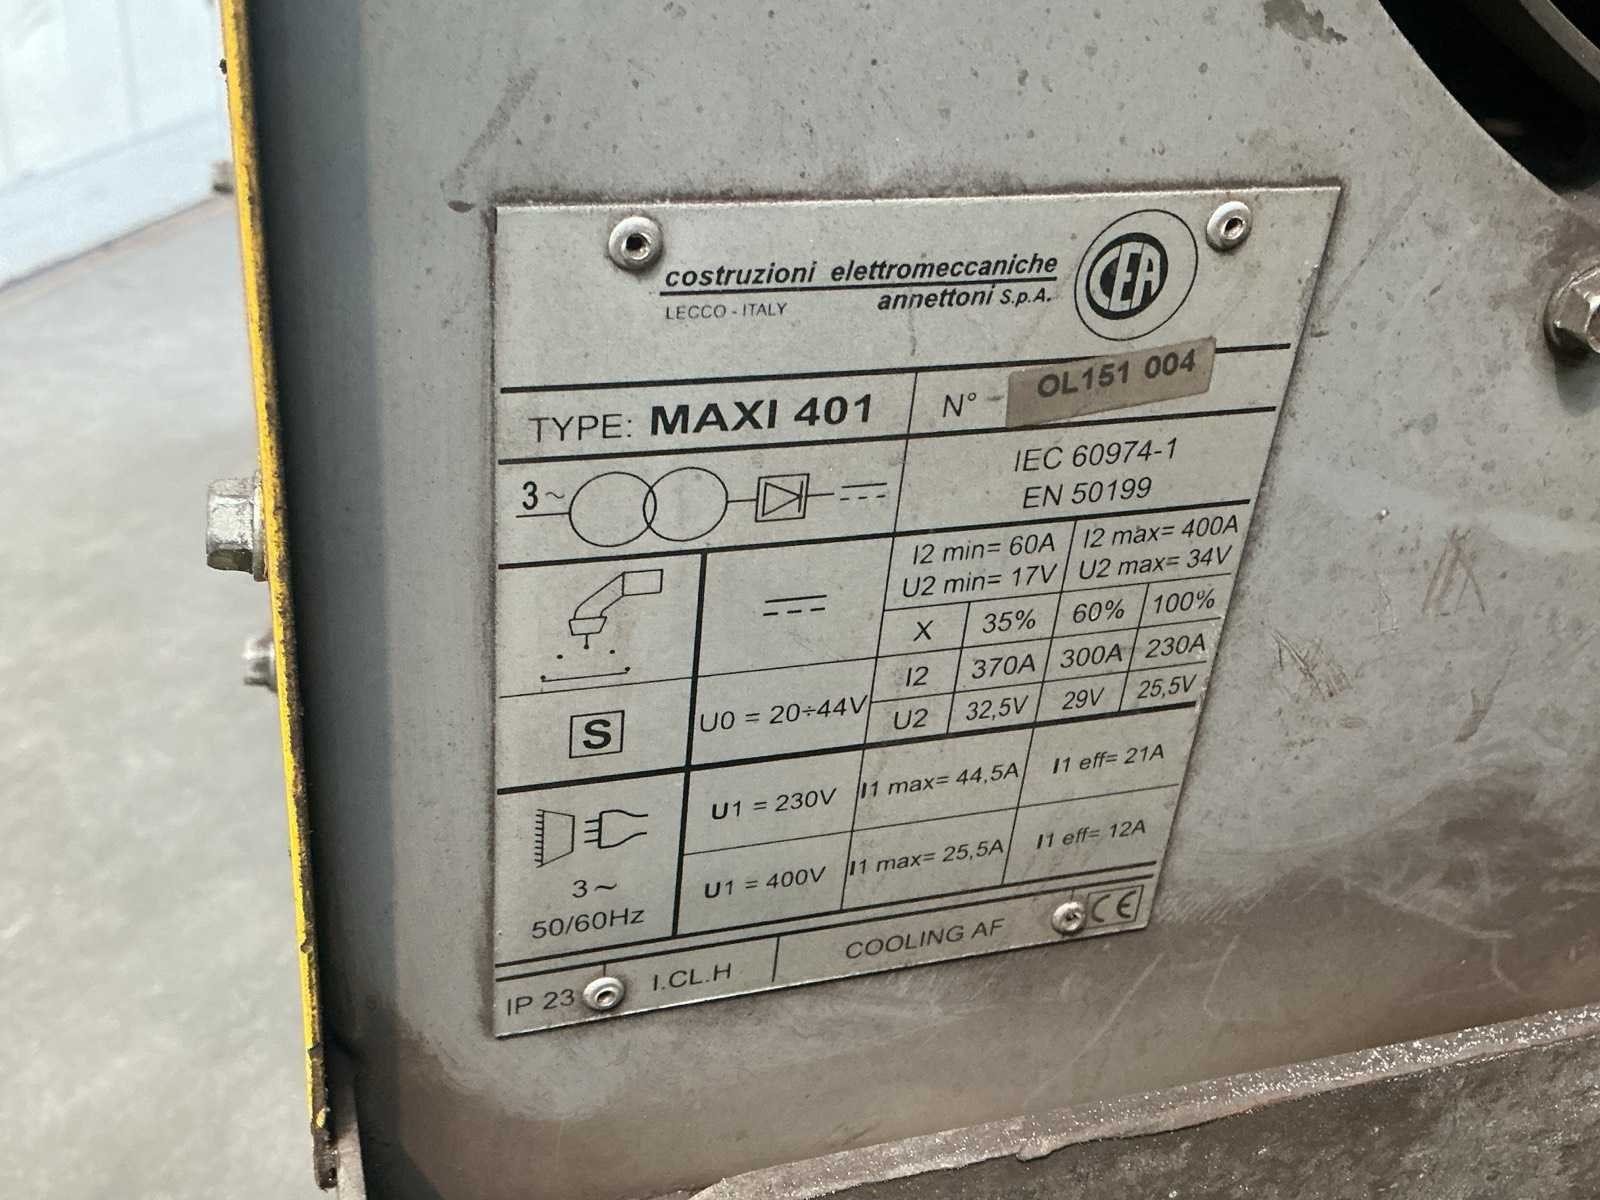 costruzioni elettromeccaniche
annettoni S.p.A.
LECCO - ITALY
CEA
TYPE: MAXI 401
N° OL151 004
3~
IEC 60974-1
EN 50199
I2 min= 60A I2 max= 400A
U2 min= 17V U2 max= 34V
X 35% 60% 100%
I2 370A 300A 230A
S
U0 = 20÷44V
U2 32,5V 29V 25,5V
U1 = 230V I1 max= 44,5A I1 eff= 21A
3~
50/60Hz
U1 = 400V I1 max= 25,5A I1 eff= 12A
IP 23 I.CL.H COOLING AF CE